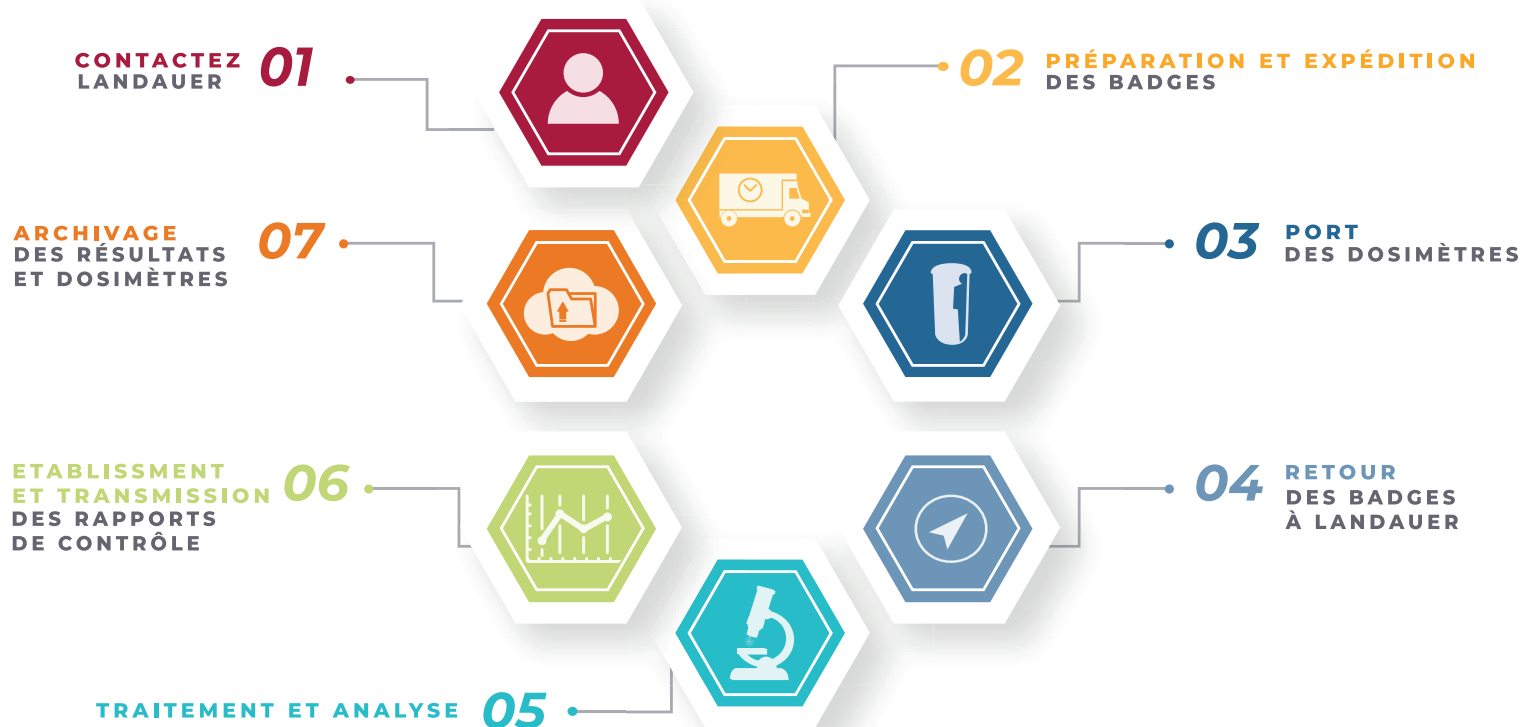 01
CONTACTEZ
LANDAUER
02
PRÉPARATION ET EXPÉDITION
DES BADGES
03
PORT
DES DOSIMÈTRES
04
RETOUR
DES BADGES
À LANDAUER
05
TRAITEMENT ET ANALYSE
06
ETABLISSMENT
ET TRANSMISSION
DES RAPPORTS
DE CONTRÔLE
07
ARCHIVAGE
DES RÉSULTATS
ET DOSIMÈTRES